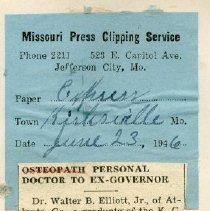 Missouri Press Clipping Service
Phone 2211 523 E. Capitol Ave.
Jefferson City, Mo.
Paper Express
Town Kirksville Mo.
Date June 23, 1946
OSTEOPATH PERSONAL
DOCTOR TO EX-GOVERNOR
Dr. Walter B. Elliott, Jr., of At-